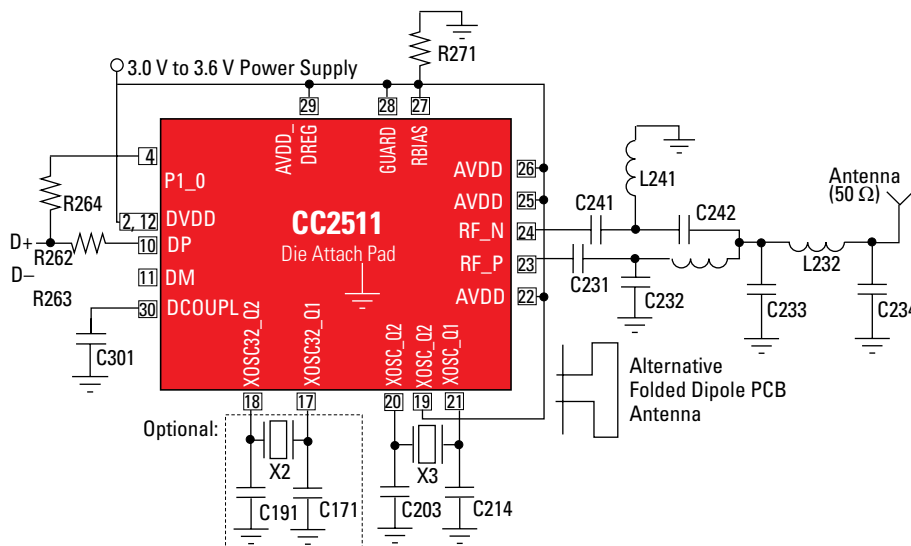 R271
3.0 V to 3.6 V Power Supply
29
28
27
AVDD_
DREG
GUARD
RBIAS
4
P1_0
R264
2, 12
DVDD
D+
R262
10
DP
D–
11
DM
R263
30
DCOUPL
C301
CC2511
Die Attach Pad
AVDD
26
AVDD
25
RF_N
24
RF_P
23
AVDD
22
L241
C241
C242
C231
C232
C233
L232
C234
Antenna
(50 Ω)
XOSC32_Q2
XOSC32_Q1
XOSC_Q2
XOSC_Q2
XOSC_Q1
18
17
20
19
21
Optional:
X2
C191
C171
X3
C203
C214
Alternative
Folded Dipole PCB
Antenna